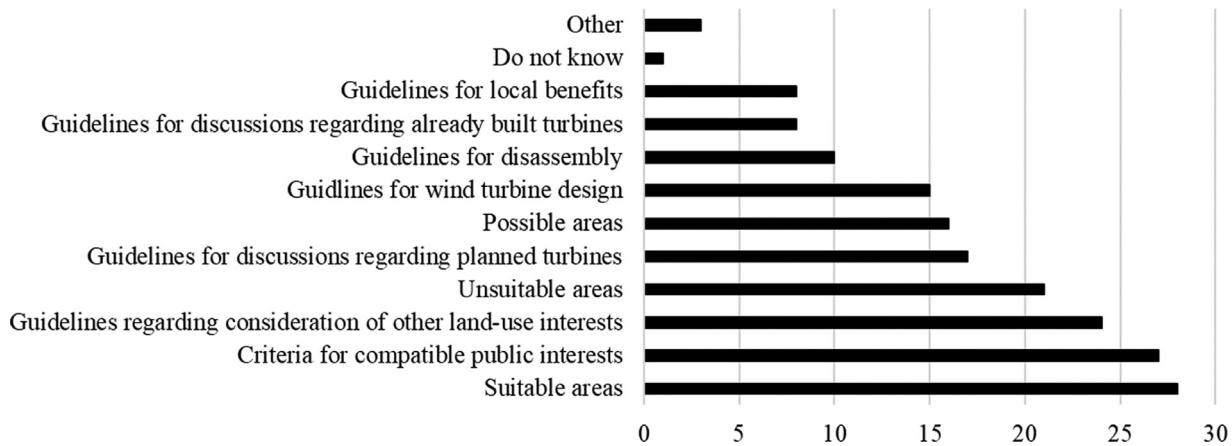 Other
Do not know
Guidelines for local benefits
Guidelines for discussions regarding already built turbines
Guidelines for disassembly
Guidlines for wind turbine design
Possible areas
Guidelines for discussions regarding planned turbines
Unsuitable areas
Guidelines regarding consideration of other land-use interests
Criteria for compatible public interests
Suitable areas
0 5 10 15 20 25 30